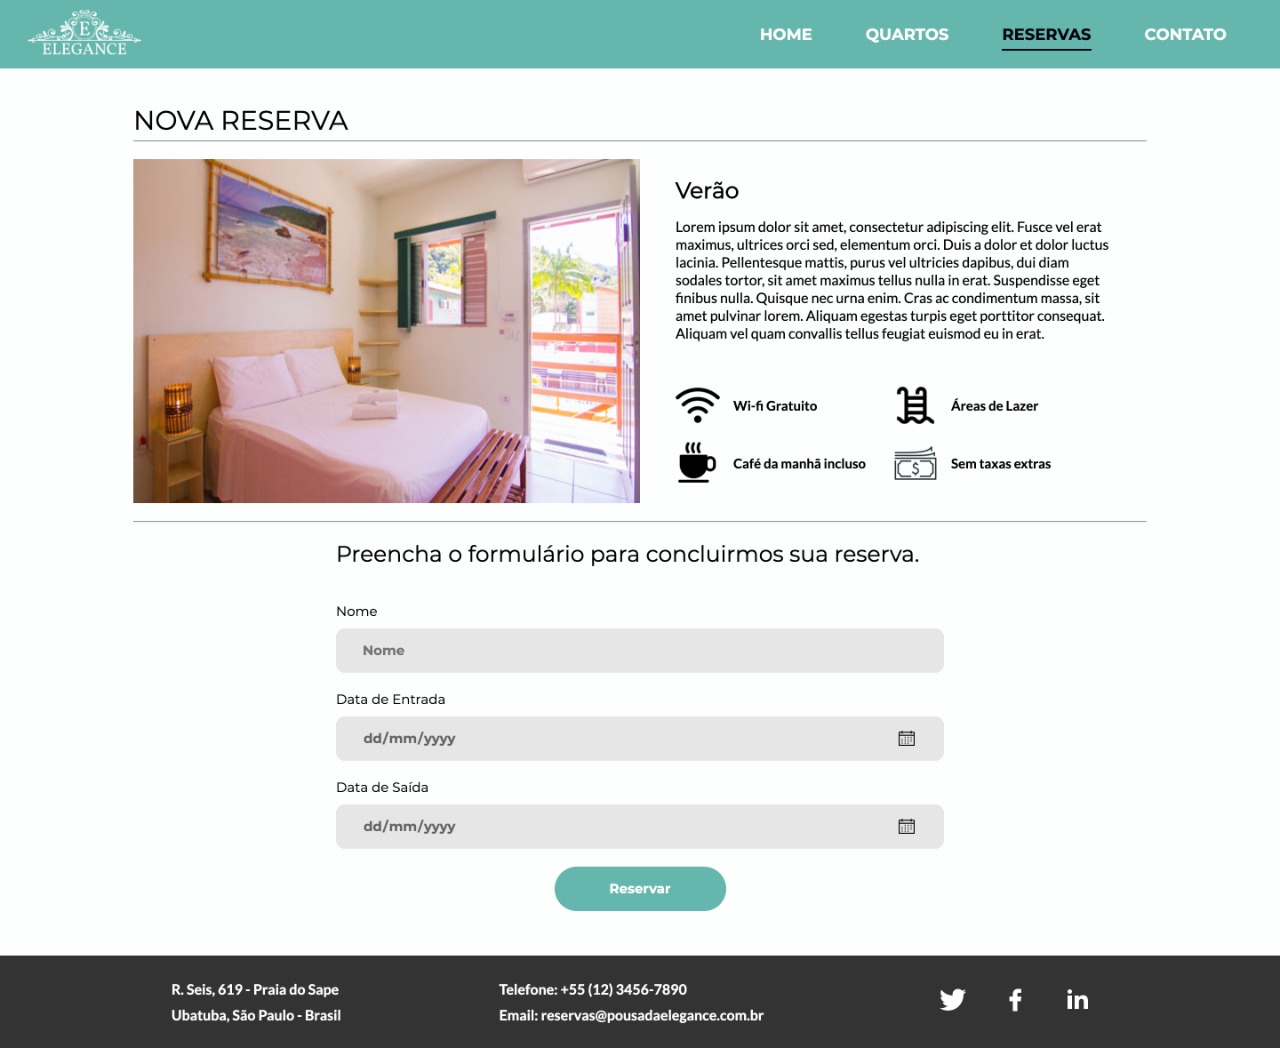 E
ELEGANCE
HOME
QUARTOS
RESERVAS
CONTATO
NOVA RESERVA
Verão
Lorem ipsum dolor sit amet, consectetur adipiscing elit. Fusce vel erat
maximus, ultrices orci sed, elementum orci. Duis a dolor et dolor luctus
lacinia. Pellentesque mattis, purus vel ultricies dapibus, dui diam
sodales tortor, sit amet maximus tellus nulla in erat. Suspendisse eget
finibus nulla. Quisque nec urna enim. Cras ac condimentum massa, sit
amet pulvinar lorem. Aliquam egestas turpis eget porttitor consequat.
Aliquam vel quam convallis tellus feugiat euismod eu in erat.
Wi-fi Gratuito
Áreas de Lazer
Café da manhã incluso
Sem taxas extras
Preencha o formulário para concluirmos sua reserva.
Nome
Nome
Data de Entrada
dd/mm/yyyy
Data de Saída
dd/mm/yyyy
Reservar
R. Seis, 619 - Praia do Sape
Ubatuba, São Paulo - Brasil
Telefone: +55 (12) 3456-7890
Email: reservas@pousadaelegance.com.br